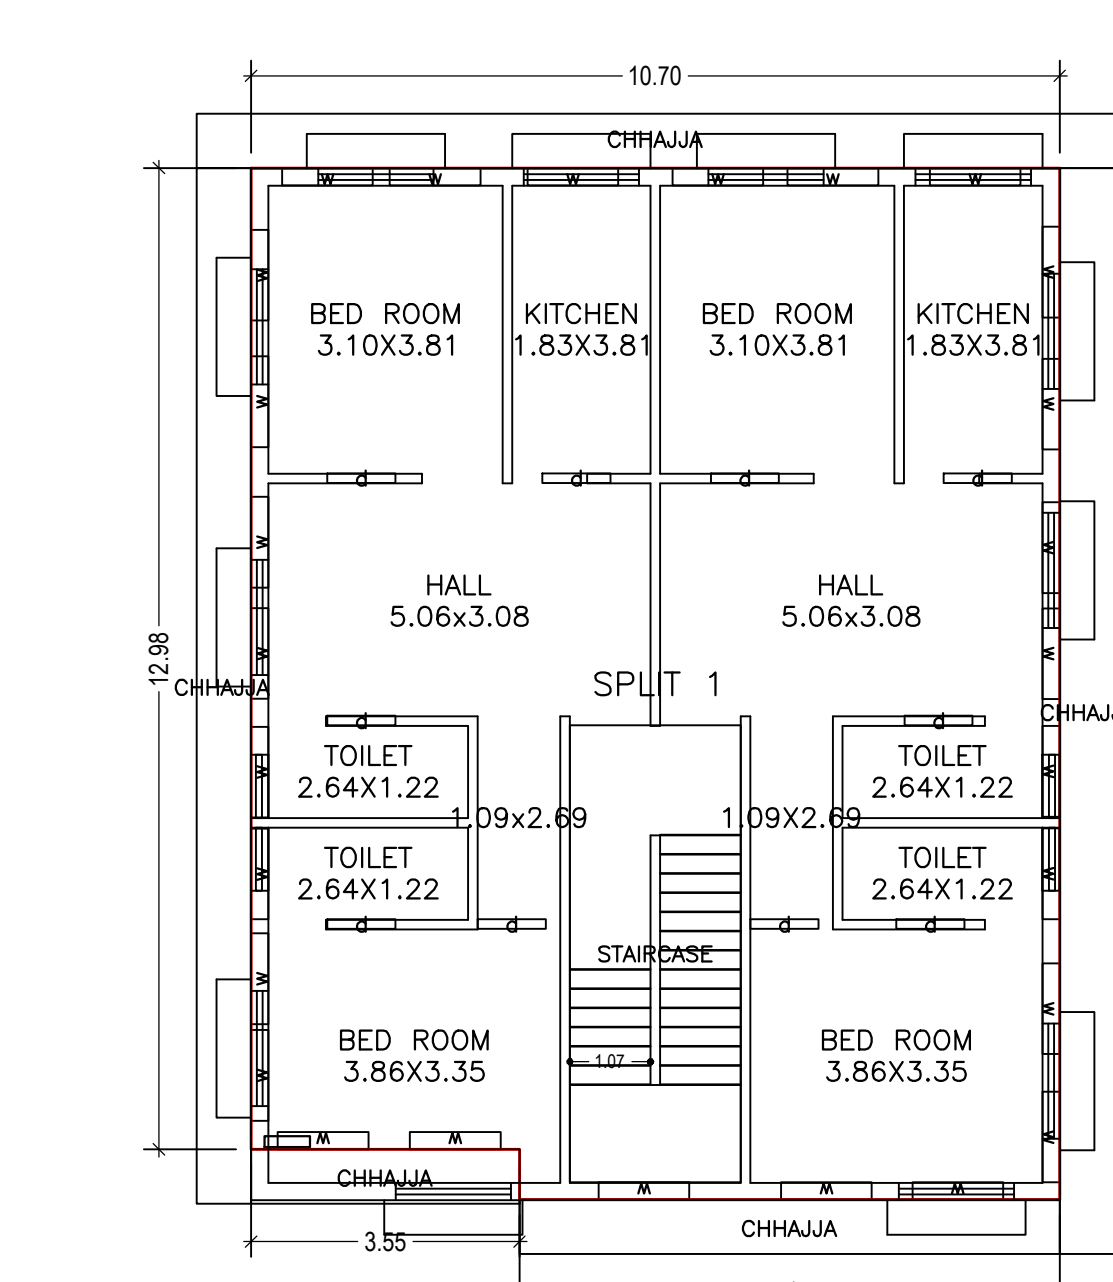 10.70
CHHAJJA
W W W W W W
BED ROOM
3.10X3.81
KITCHEN
1.83X3.81
BED ROOM
3.10X3.81
KITCHEN
1.83X3.81
W W
W W
d d d d
W W
HALL
5.06x3.08
HALL
5.06x3.08
W W
12.98
SPLIT 1
CHHAJJA
CHHAJJ
d d
TOILET
2.64X1.22
TOILET
2.64X1.22
W W
1.09x2.69
1.09X2.69
TOILET
2.64X1.22
TOILET
2.64X1.22
W W
d d d d
STAIRCASE
W W
BED ROOM
3.86X3.35
BED ROOM
3.86X3.35
1.07
W W
W W
CHHAJJA
W W W
CHHAJJA
3.55